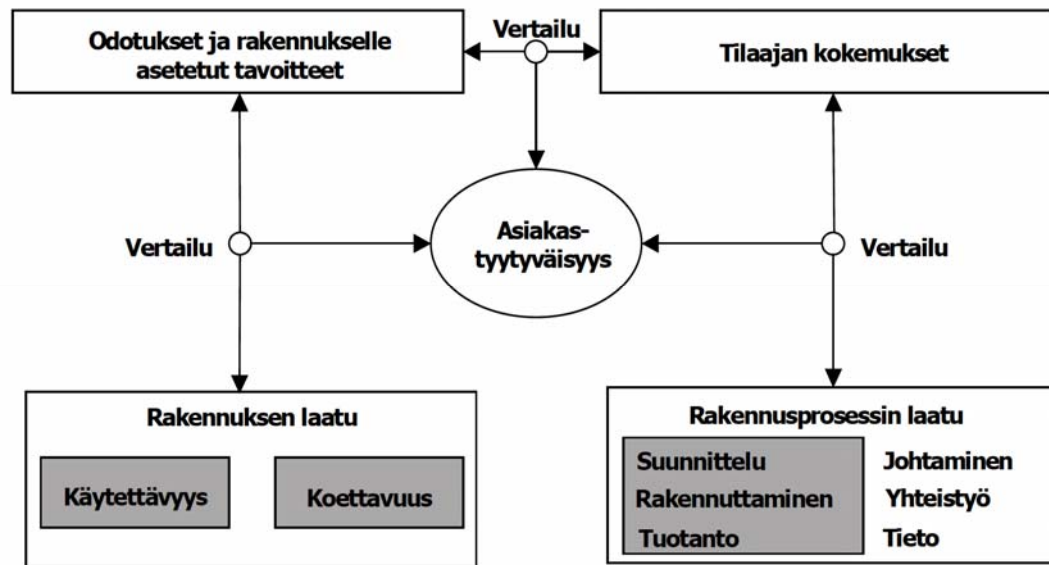 Vertailu
Odotukset ja rakennukselle
asetetut tavoitteet
Tilaajan kokemukset
Vertailu
Asiakas-
tyytyväisyys
Vertailu
Rakennuksen laatu
Käytettävyys
Koettavuus
Rakennusprosessin laatu
Suunnittelu
Johtaminen
Rakennuttaminen
Yhteistyö
Tuotanto
Tieto